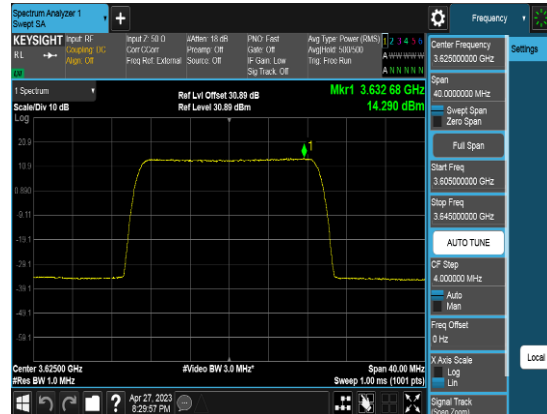 Spectrum Analyzer 1
Swept SA
+
Frequency
KEYSIGHT
RL
Input: RF
Coupling: DC
Align: Off
Input Z: 50 Ω
Corr CCorr
Freq Ref: External
#Atten: 18 dB
Preamp: Off
Source: Off
PNO: Fast
Gate: Off
IF Gain: Low
Sig Track: Off
Avg Type: Power (RMS)
Avg|Hold: 500/500
Trig: Free Run
1 2 3 4 5 6
A W W W W W
A N N N N N
1 Spectrum
Scale/Div 10 dB
Log
Ref Lvl Offset 30.89 dB
Ref Level 30.89 dBm
Mkr1 3.632 68 GHz
14.290 dBm
1
20.9
10.9
0.890
-9.11
-19.1
-29.1
-39.1
-49.1
-59.1
Center 3.62500 GHz
#Res BW 1.0 MHz
#Video BW 3.0 MHz*
Span 40.00 MHz
Sweep 1.00 ms (1001 pts)
Center Frequency
3.625000000 GHz
Span
40.0000000 MHz
Swept Span
Zero Span
Full Span
Start Freq
3.605000000 GHz
Stop Freq
3.645000000 GHz
AUTO TUNE
CF Step
4.000000 MHz
Auto
Man
Freq Offset
0 Hz
X Axis Scale
Log
Lin
Signal Track
(Span Zoom)
Settings
Local
?
Apr 27, 2023
8:29:57 PM